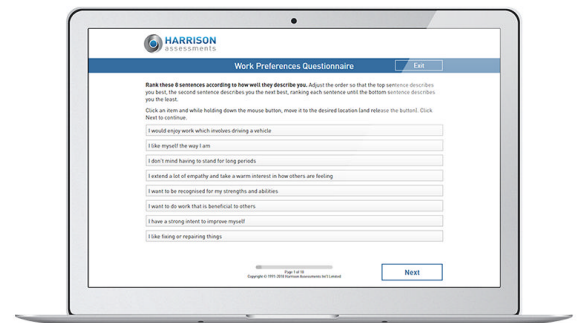 HARRISON
assessments
Work Preferences Questionnaire
Exit
Rank these 8 sentences according to how well they describe you. Adjust the order so that the top sentence describes
you best, the second sentence describes you the next best, ranking each sentence until the bottom sentence describes
you the least.
Click an item and while holding down the mouse button, move it to the desired location (and release the button). Click
Next to continue.
I would enjoy work which involves driving a vehicle
I like myself the way I am
I don't mind having to stand for long periods
I extend a lot of empathy and take a warm interest in how others are feeling
I want to be recognised for my strengths and abilities
I want to do work that is beneficial to others
I have a strong intent to improve myself
I like fixing or repairing things
Page 1 of 18
Copyright © 1991-2018 Harrison Assessments Int'l Limited
Next